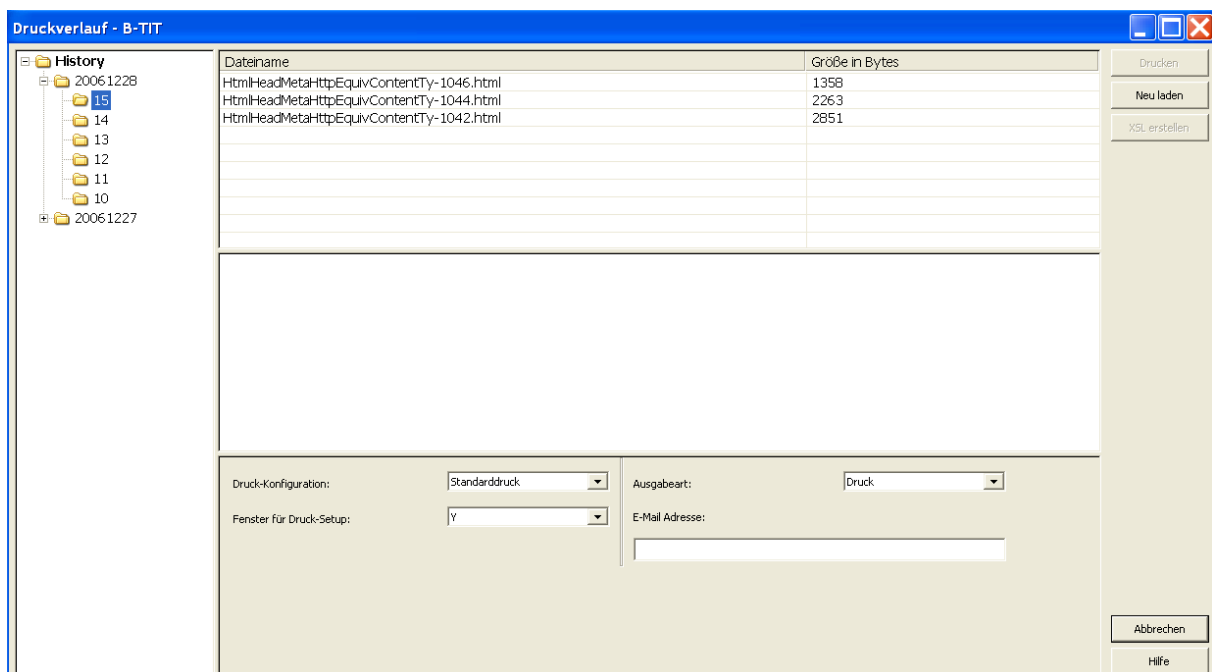 Druckverlauf - B-TIT
History
20061228
15
14
13
12
11
10
20061227
Dateiname Größe in Bytes
HtmlHeadMetaHttpEquivContentTy-1046.html 1358
HtmlHeadMetaHttpEquivContentTy-1044.html 2263
HtmlHeadMetaHttpEquivContentTy-1042.html 2851
Druck-Konfiguration: Standarddruck
Fenster für Druck-Setup: Y
Ausgabeart: Druck
E-Mail Adresse:
Drucken
Neu laden
XSL erstellen
Abbrechen
Hilfe